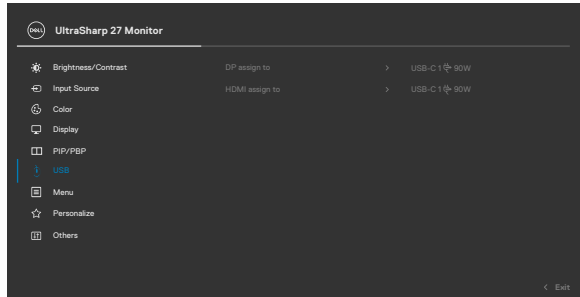 DELL UltraSharp 27 Monitor
Brightness/Contrast DP assign to > USB-C 1 90W
Input Source HDMI assign to > USB-C 1 90W
Color
Display
PIP/PBP
USB
Menu
Personalize
Others
< Exit